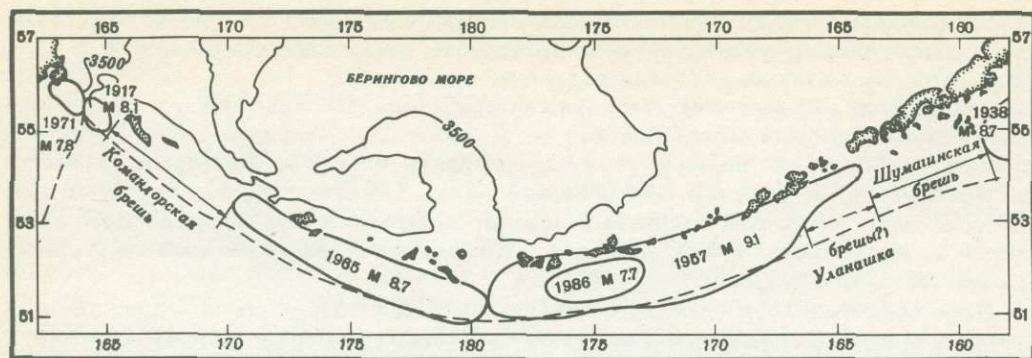 165 170 175 180 175 170 165 160
57 57
3500
БЕРИНГОВО МОРЕ
1917
М 8.1
3500
1938
М 8.7
55 55
1971
М 7.8
Командорская
брешь
Шумагинская
брешь
53 53
брешь(?)
Уланашка
1985 М 8.7
1957 М 9.1
1986 М 7.7
51 51
165 170 175 180 175 170 165 160